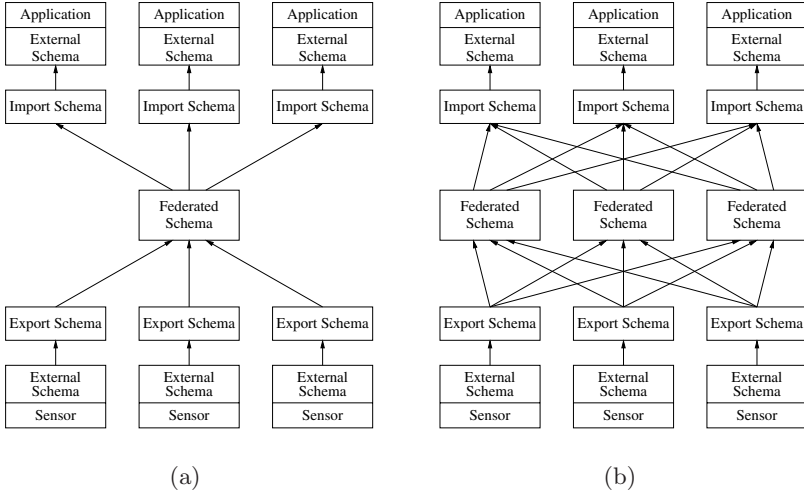 Application Application Application Application Application Application
External External External External External External
Schema Schema Schema Schema Schema Schema
Import Schema Import Schema Import Schema Import Schema Import Schema Import Schema
Federated Federated Federated Federated
Schema Schema Schema Schema
Export Schema Export Schema Export Schema Export Schema Export Schema Export Schema
External External External External External External
Schema Schema Schema Schema Schema Schema
Sensor Sensor Sensor Sensor Sensor Sensor
(a) (b)